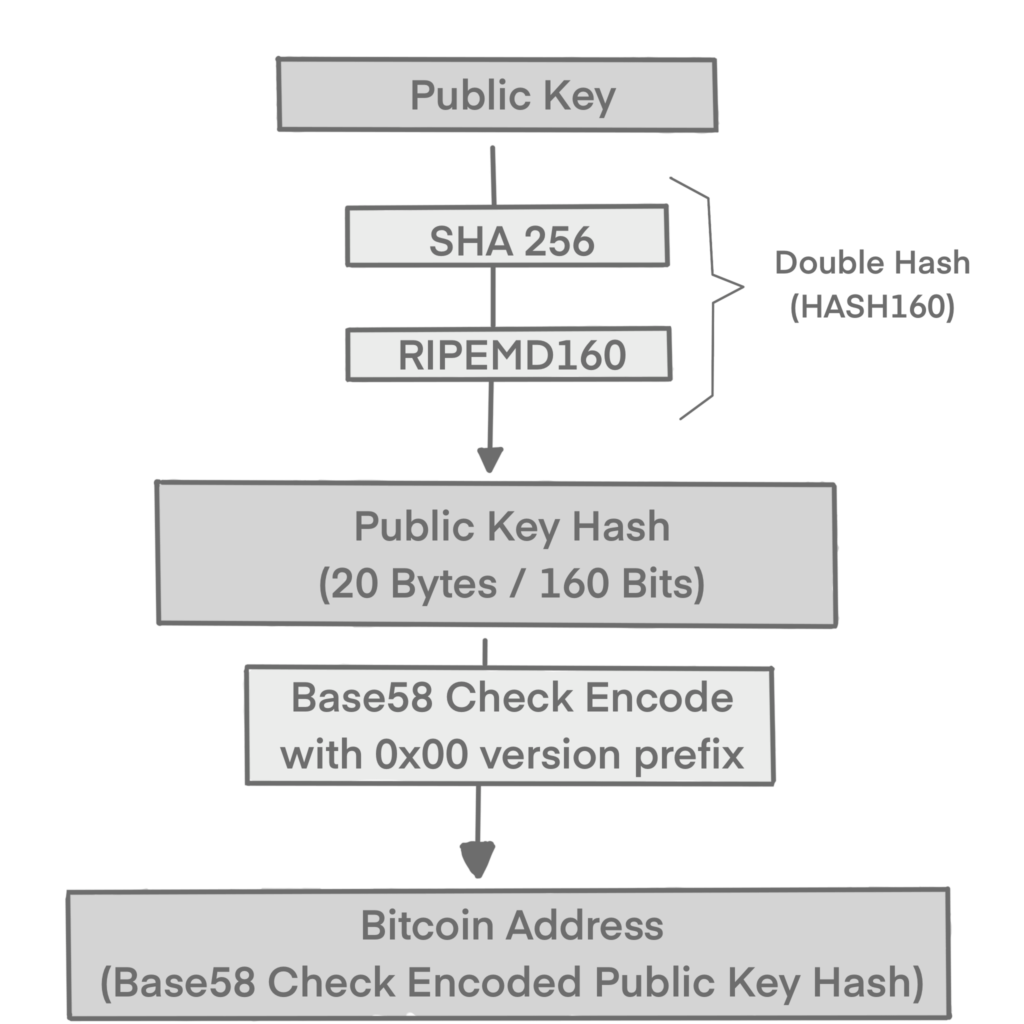 Public Key
SHA 256
RIPEMD160
Double Hash
(HASH160)
Public Key Hash
(20 Bytes / 160 Bits)
Base58 Check Encode
with 0x00 version prefix
Bitcoin Address
(Base58 Check Encoded Public Key Hash)